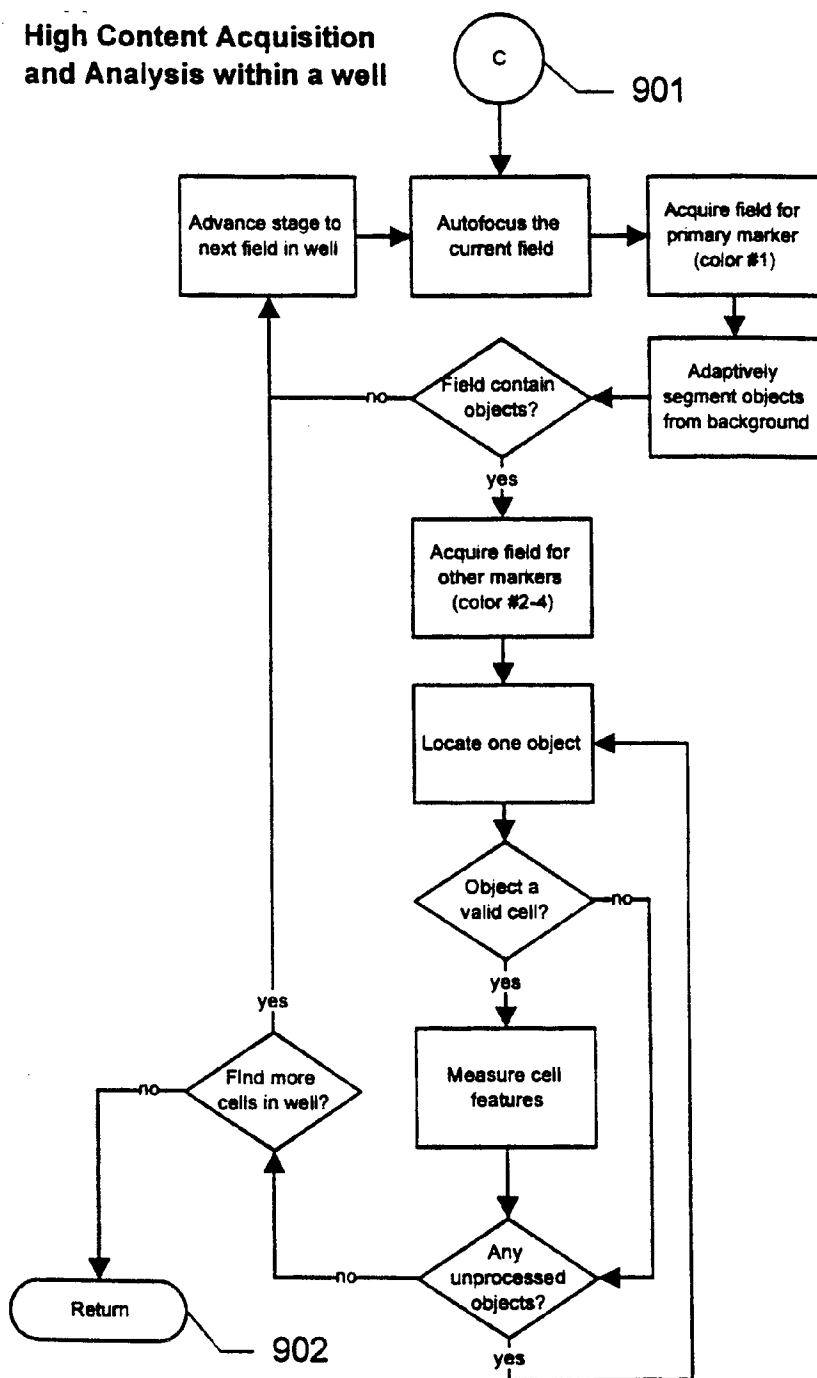 High Content Acquisition
and Analysis within a well
C
901
Advance stage to
next field in well
Autofocus the
current field
Acquire field for
primary marker
(color #1)
Adaptively
segment objects
from background
Field contain
objects?
no
yes
Acquire field for
other markers
(color #2-4)
Locate one object
Object a
valid cell?
no
yes
Measure cell
features
Any
unprocessed
objects?
no
yes
Find more
cells in well?
yes
no
Return
902